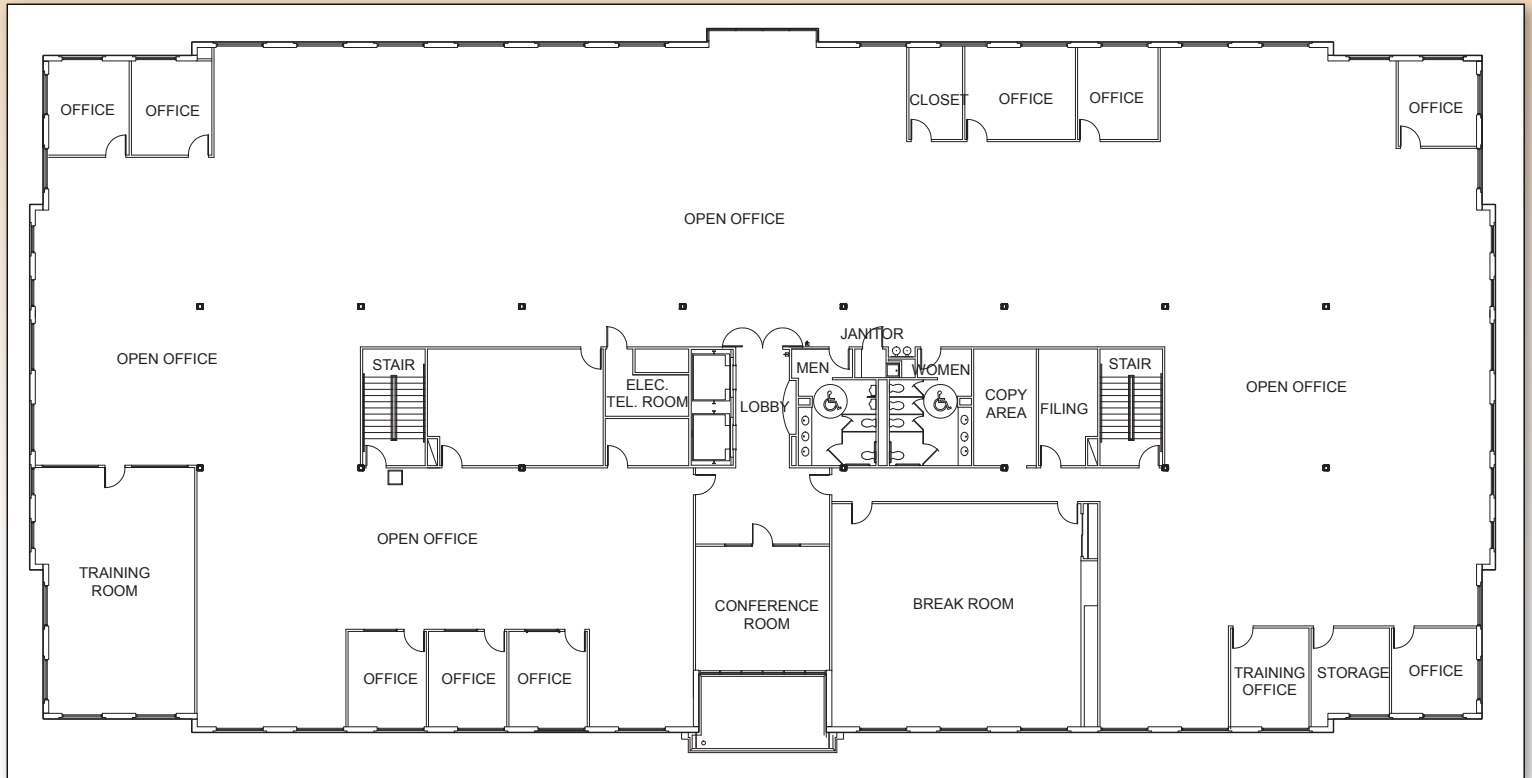 OFFICE
OFFICE
CLOSET
OFFICE
OFFICE
OFFICE
OPEN OFFICE
JANITOR
OPEN OFFICE
STAIR
ELEC.
TEL. ROOM
LOBBY
MEN
WOMEN
COPY
AREA
FILING
STAIR
OPEN OFFICE
OPEN OFFICE
TRAINING
ROOM
CONFERENCE
ROOM
BREAK ROOM
OFFICE
OFFICE
OFFICE
TRAINING
OFFICE
STORAGE
OFFICE